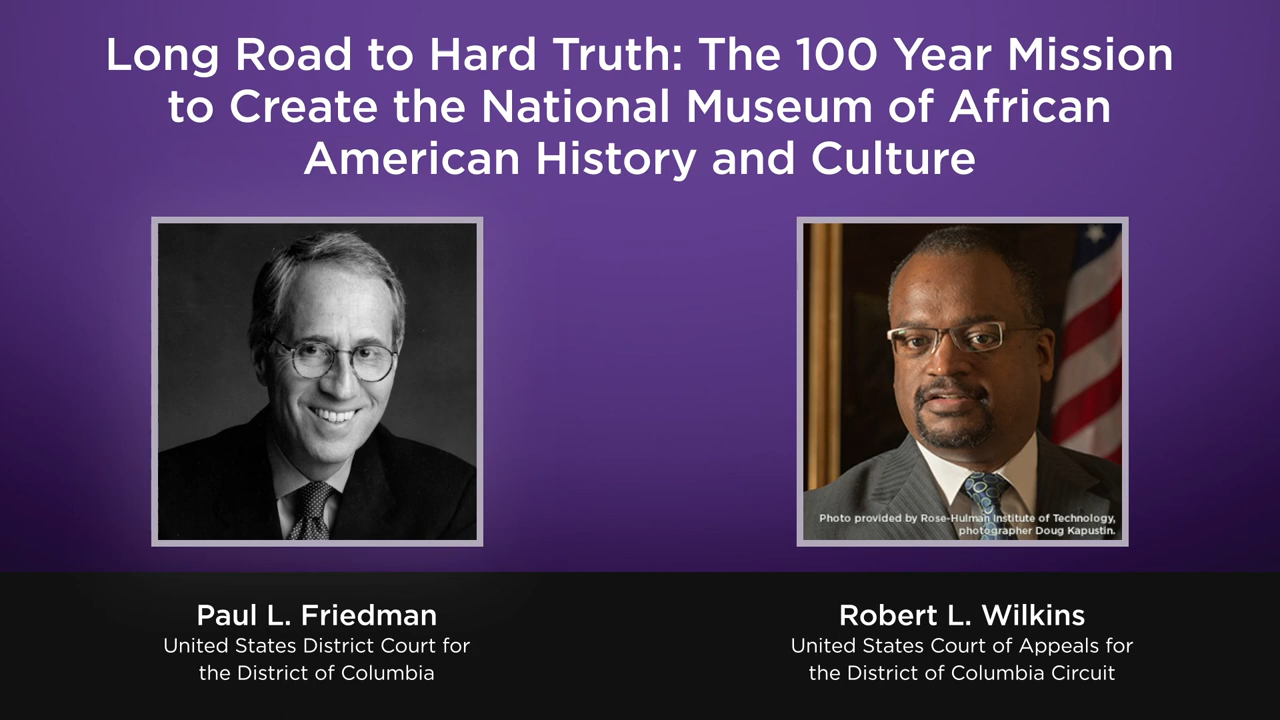 Long Road to Hard Truth: The 100 Year Mission
to Create the National Museum of African
American History and Culture
Photo provided by Rose-Hulman Institute of Technology,
photographer Doug Kapustin.
Paul L. Friedman
United States District Court for
the District of Columbia
Robert L. Wilkins
United States Court of Appeals for
the District of Columbia Circuit